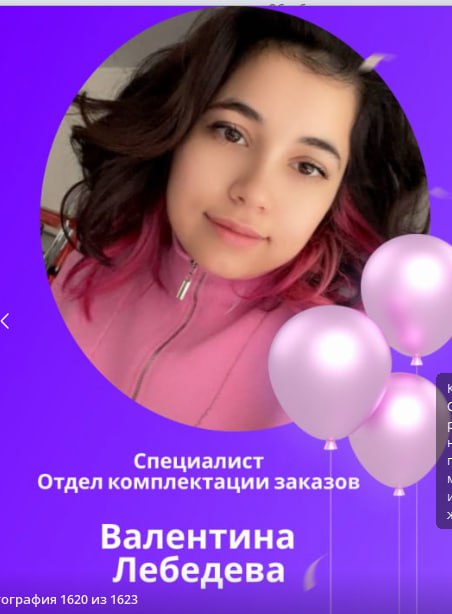 Специалист
Отдел комплектации заказов
Валентина
Лебедева
тография 1620 из 1623